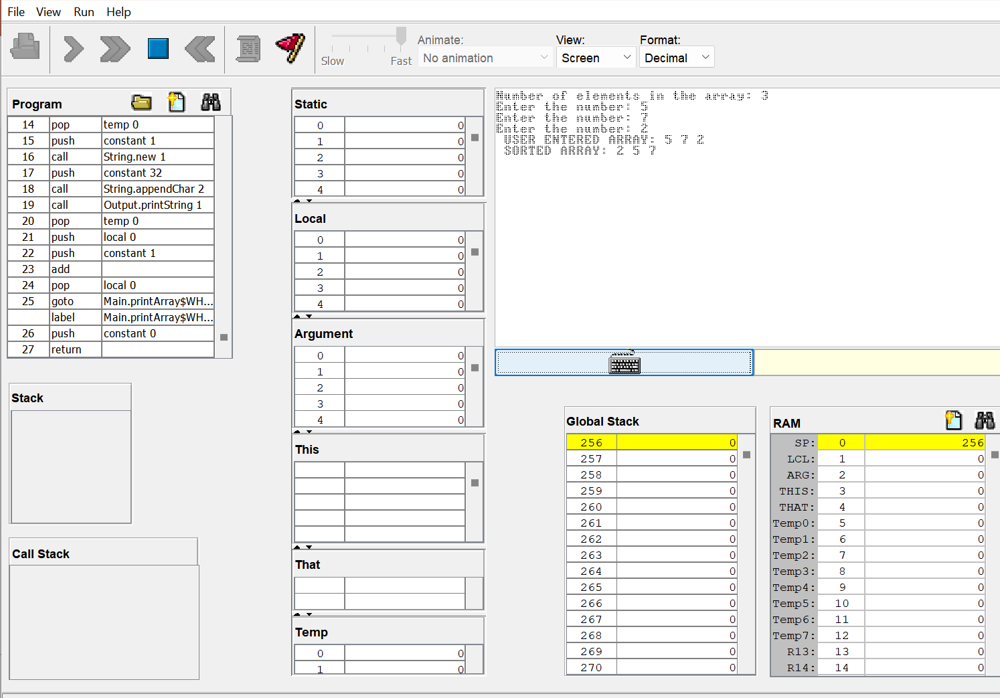 File View Run Help
Slow Fast
Animate:
No animation
View:
Screen
Format:
Decimal
Program
14 pop temp 0
15 push constant 1
16 call String.new 1
17 push constant 32
18 call String.appendChar 2
19 call Output.printString 1
20 pop temp 0
21 push local 0
22 push constant 1
23 add
24 pop local 0
25 goto Main.printArray$WH...
label Main.printArray$WH...
26 push constant 0
27 return
Stack
Call Stack
Static
0 0
1 0
2 0
3 0
4 0
Local
0 0
1 0
2 0
3 0
4 0
Argument
0 0
1 0
2 0
3 0
4 0
This
That
Temp
0 0
1 0
Number of elements in the array: 3
Enter the number: 5
Enter the number: 7
Enter the number: 2
USER ENTERED ARRAY: 5 7 2
SORTED ARRAY: 2 5 7
Global Stack
256 0
257 0
258 0
259 0
260 0
261 0
262 0
263 0
264 0
265 0
266 0
267 0
268 0
269 0
270 0
RAM
SP: 0 256
LCL: 1 0
ARG: 2 0
THIS: 3 0
THAT: 4 0
Temp0: 5 0
Temp1: 6 0
Temp2: 7 0
Temp3: 8 0
Temp4: 9 0
Temp5: 10 0
Temp6: 11 0
Temp7: 12 0
R13: 13 0
R14: 14 0